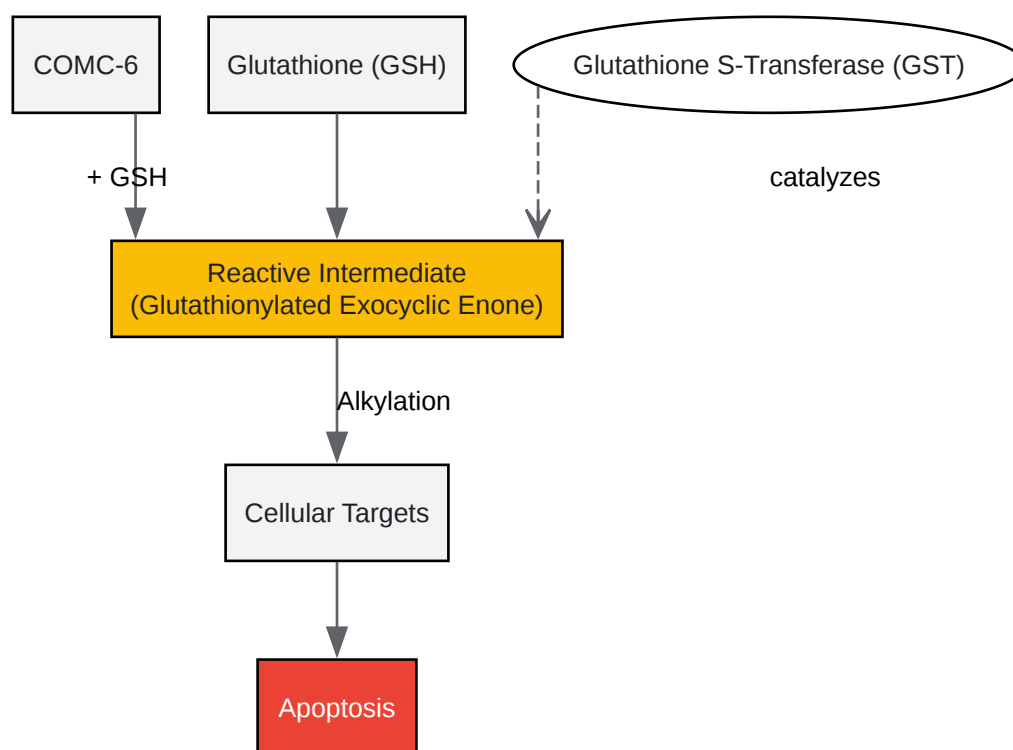 COMC-6
Glutathione (GSH)
Glutathione S-Transferase (GST)
+ GSH
catalyzes
Reactive Intermediate
(Glutathionylated Exocyclic Enone)
Alkylation
Cellular Targets
Apoptosis